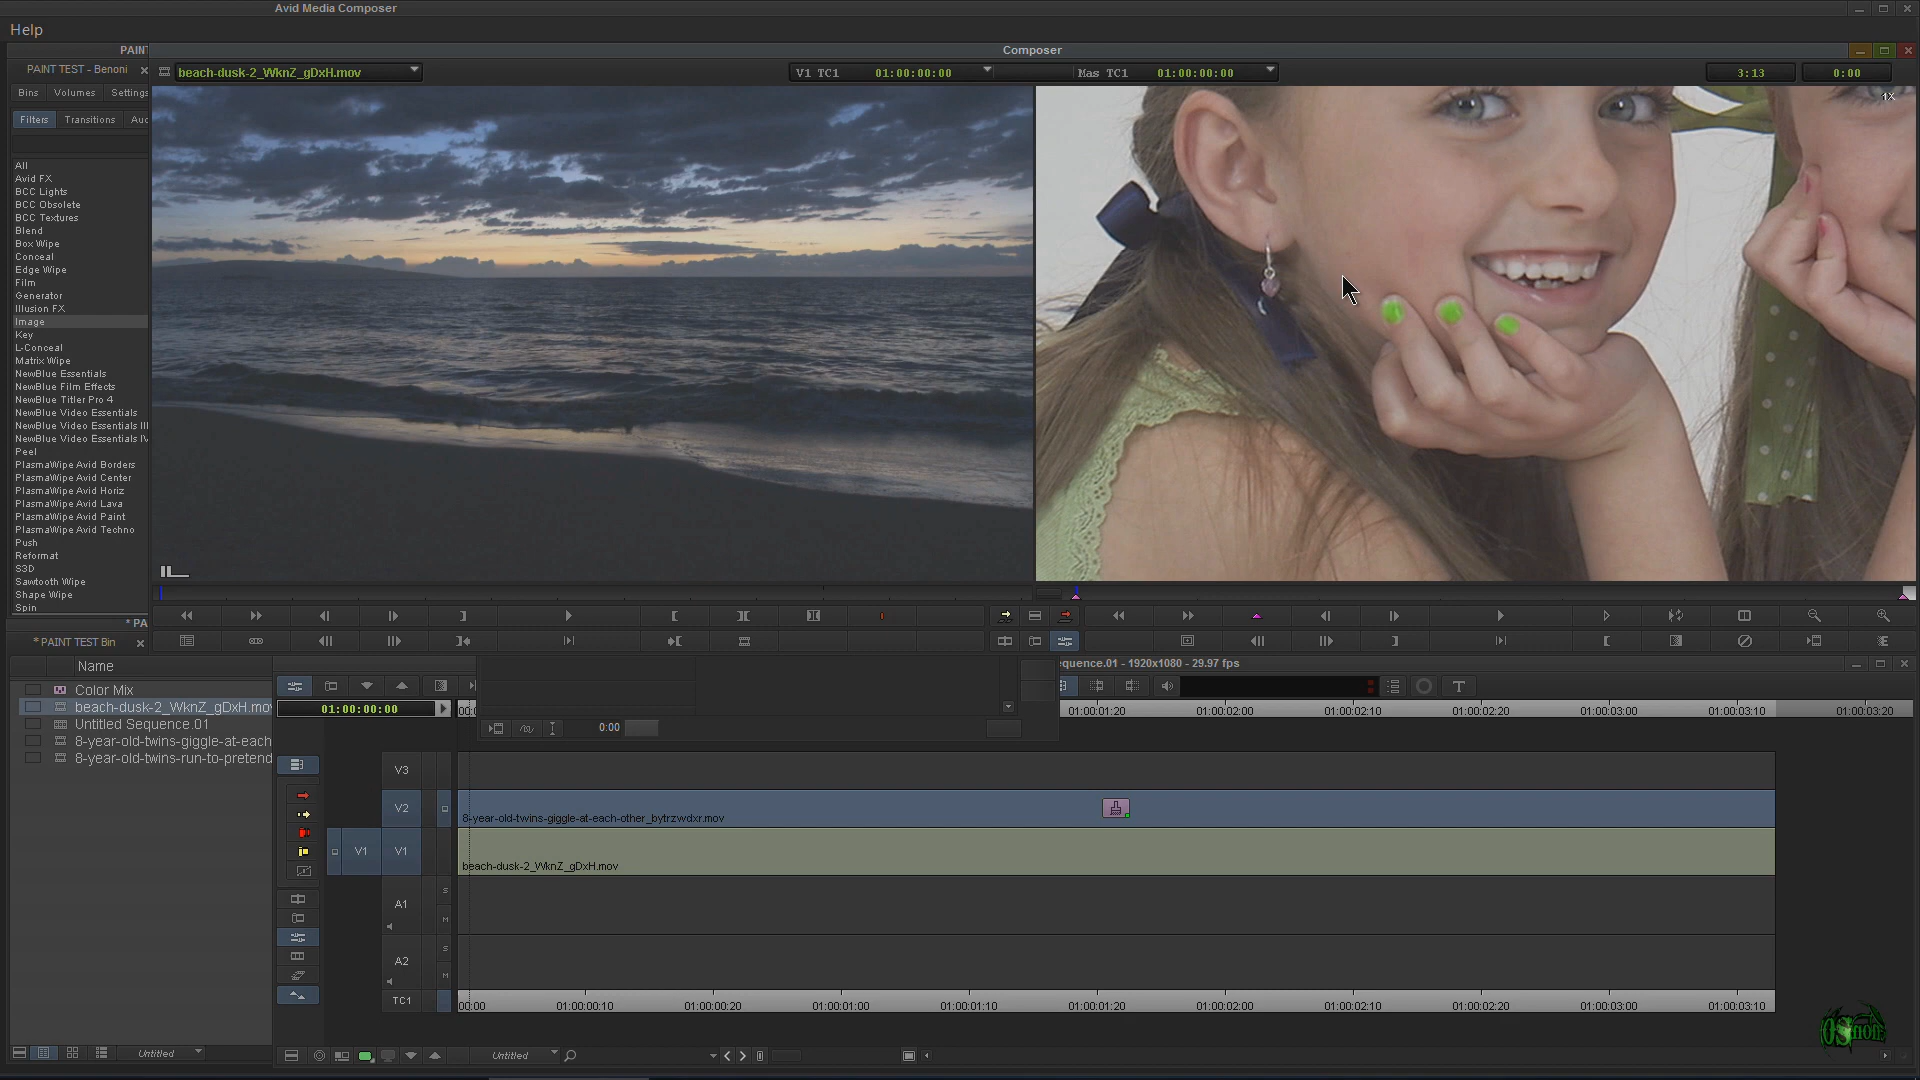 Avid Media Composer
Help
PAINT
Composer
PAINT TEST - Benoni
beach-dusk-2_WknZ_gDxH.mov
V1 TC1 01:00:00:00
Mas TC1 01:00:00:00
3:13
0:00
Bins Volumes Settings
1X
Filters Transitions Aud
All
Avid FX
BCC Lights
BCC Obsolete
BCC Textures
Blend
Box Wipe
Conceal
Edge Wipe
Film
Generator
Illusion FX
Image
Key
L-Conceal
Matrix Wipe
NewBlue Essentials
NewBlue Film Effects
NewBlue Titler Pro 4
NewBlue Video Essentials
NewBlue Video Essentials III
NewBlue Video Essentials IV
Peel
PlasmaWipe Avid Borders
PlasmaWipe Avid Center
PlasmaWipe Avid Horiz
PlasmaWipe Avid Lava
PlasmaWipe Avid Paint
PlasmaWipe Avid Techno
Push
Reformat
S3D
Sawtooth Wipe
Shape Wipe
Spin
* PA
*PAINT TEST Bin
Name
Color Mix
beach-dusk-2_WknZ_gDxH.mov
Untitled Sequence.01
8-year-old-twins-giggle-at-each
8-year-old-twins-run-to-pretend
equence.01 - 1920x1080 - 29.97 fps
01:00:00:00
00:0
01:00:01:20 01:00:02:00 01:00:02:10 01:00:02:20 01:00:03:00 01:00:03:10 01:00:03:20
0:00
V3
V2
8-year-old-twins-giggle-at-each-other_bytrzwdxr.mov
V1 V1
beach-dusk-2_WknZ_gDxH.mov
A1
S
M
A2
S
M
TC1
00:00 01:00:00:10 01:00:00:20 01:00:01:00 01:00:01:10 01:00:01:20 01:00:02:00 01:00:02:10 01:00:02:20 01:00:03:00 01:00:03:10
Untitled
Untitled